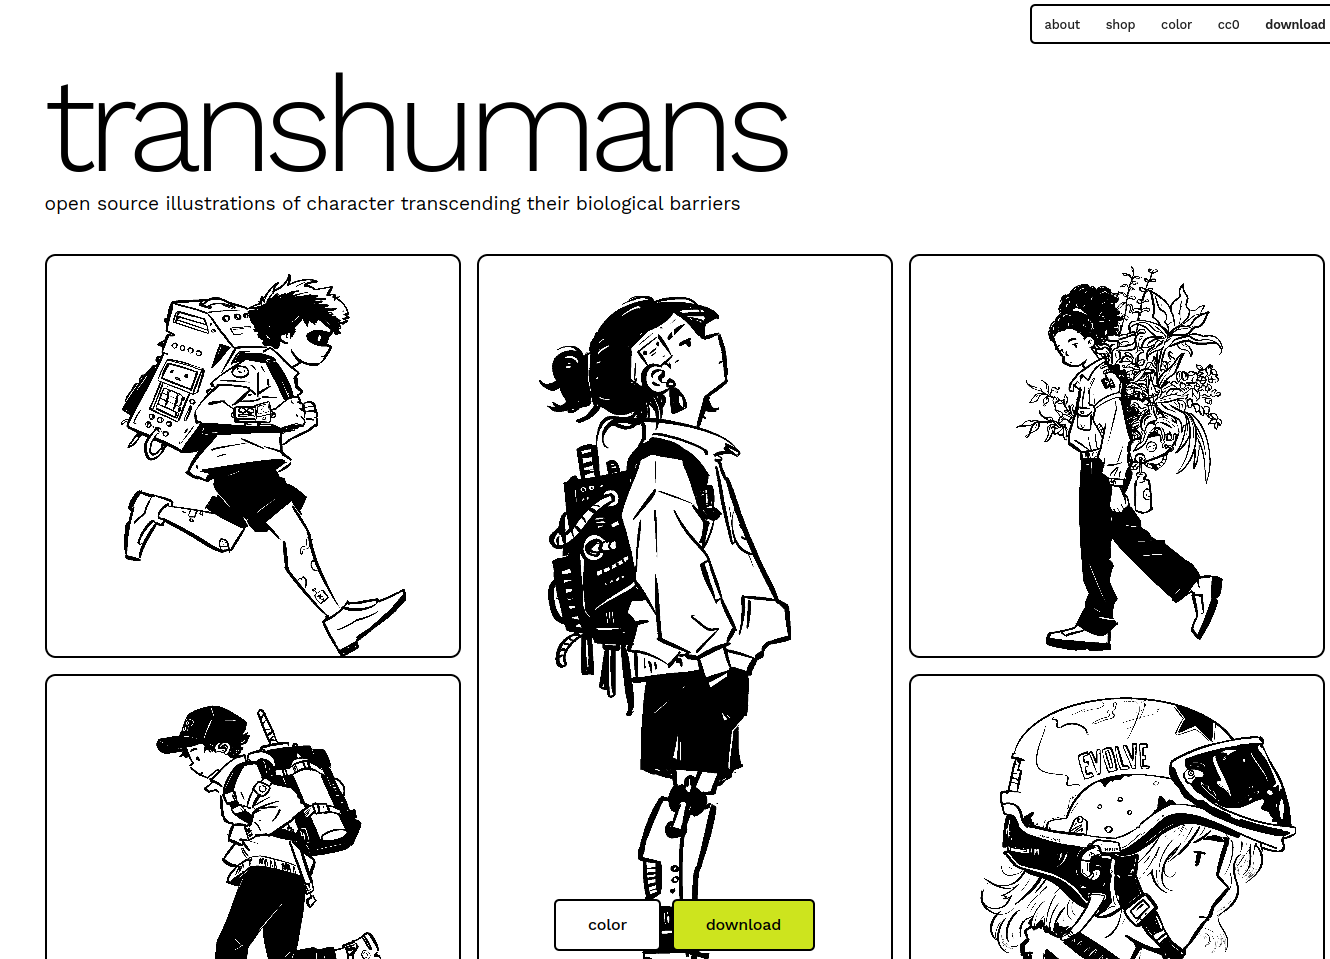 about shop color cc0 download
transhumans
open source illustrations of character transcending their biological barriers
EVOLVE
color download